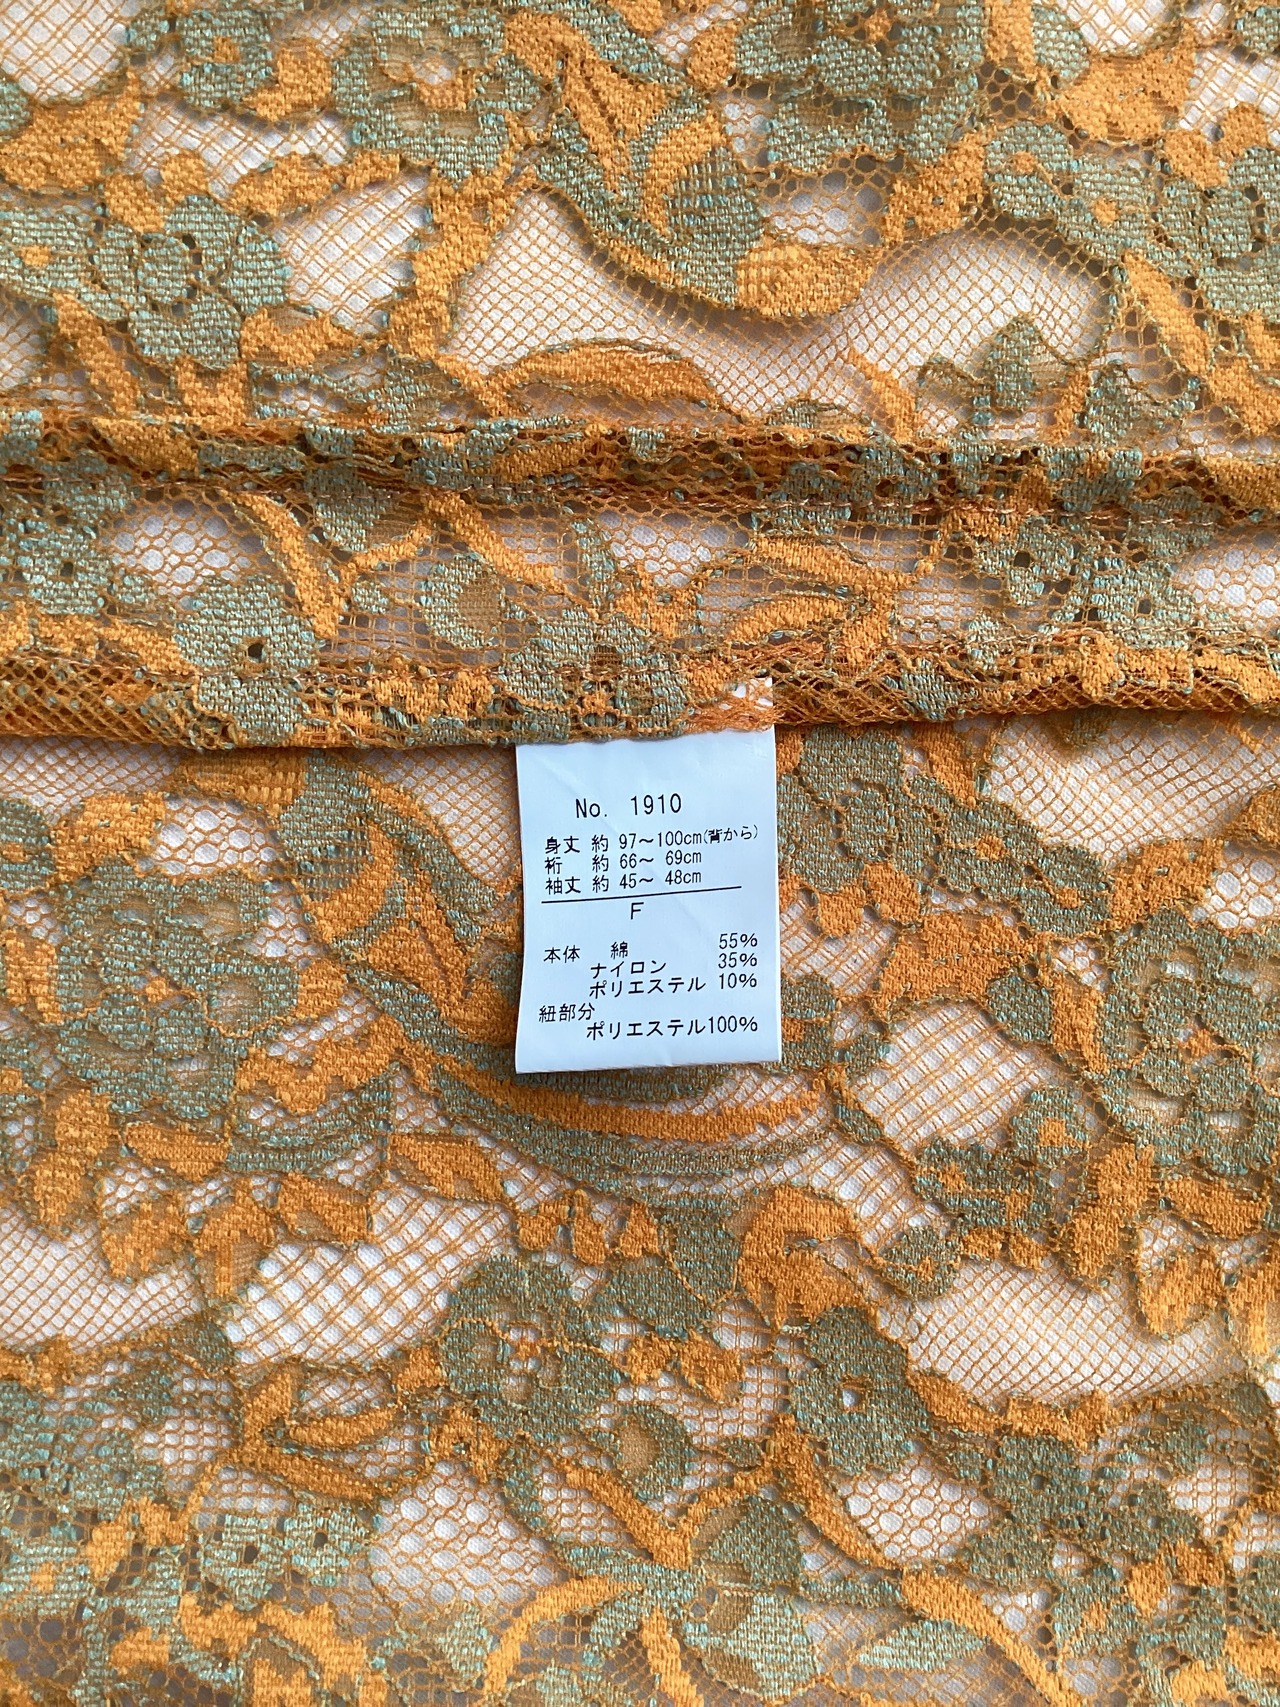 No. 1910
身丈 約 97～100cm(背から)
裄 約 66～ 69cm
袖丈 約 45～ 48cm
F
本体 綿 55%
ナイロン 35%
ポリエステル 10%
紐部分
ポリエステル100%